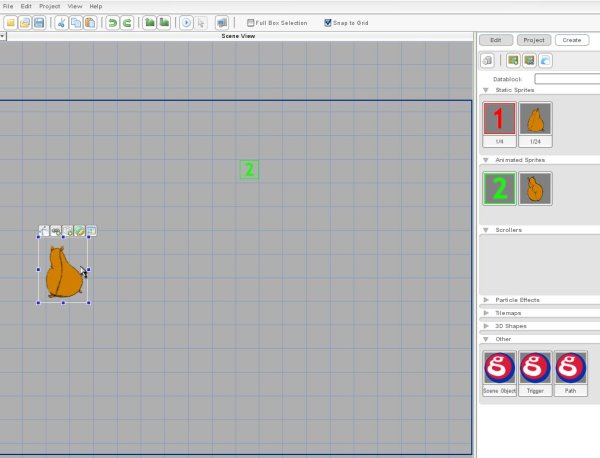 File Edit Project View Help
Full Box Selection Snap to Grid
Scene View
Edit Project Create
Datablock:
Static Sprites
1
1/4 1/24
Animated Sprites
2
2
Scrollers
Particle Effects
Tilemaps
3D Shapes
Other
g g g
Scene Object Trigger Path